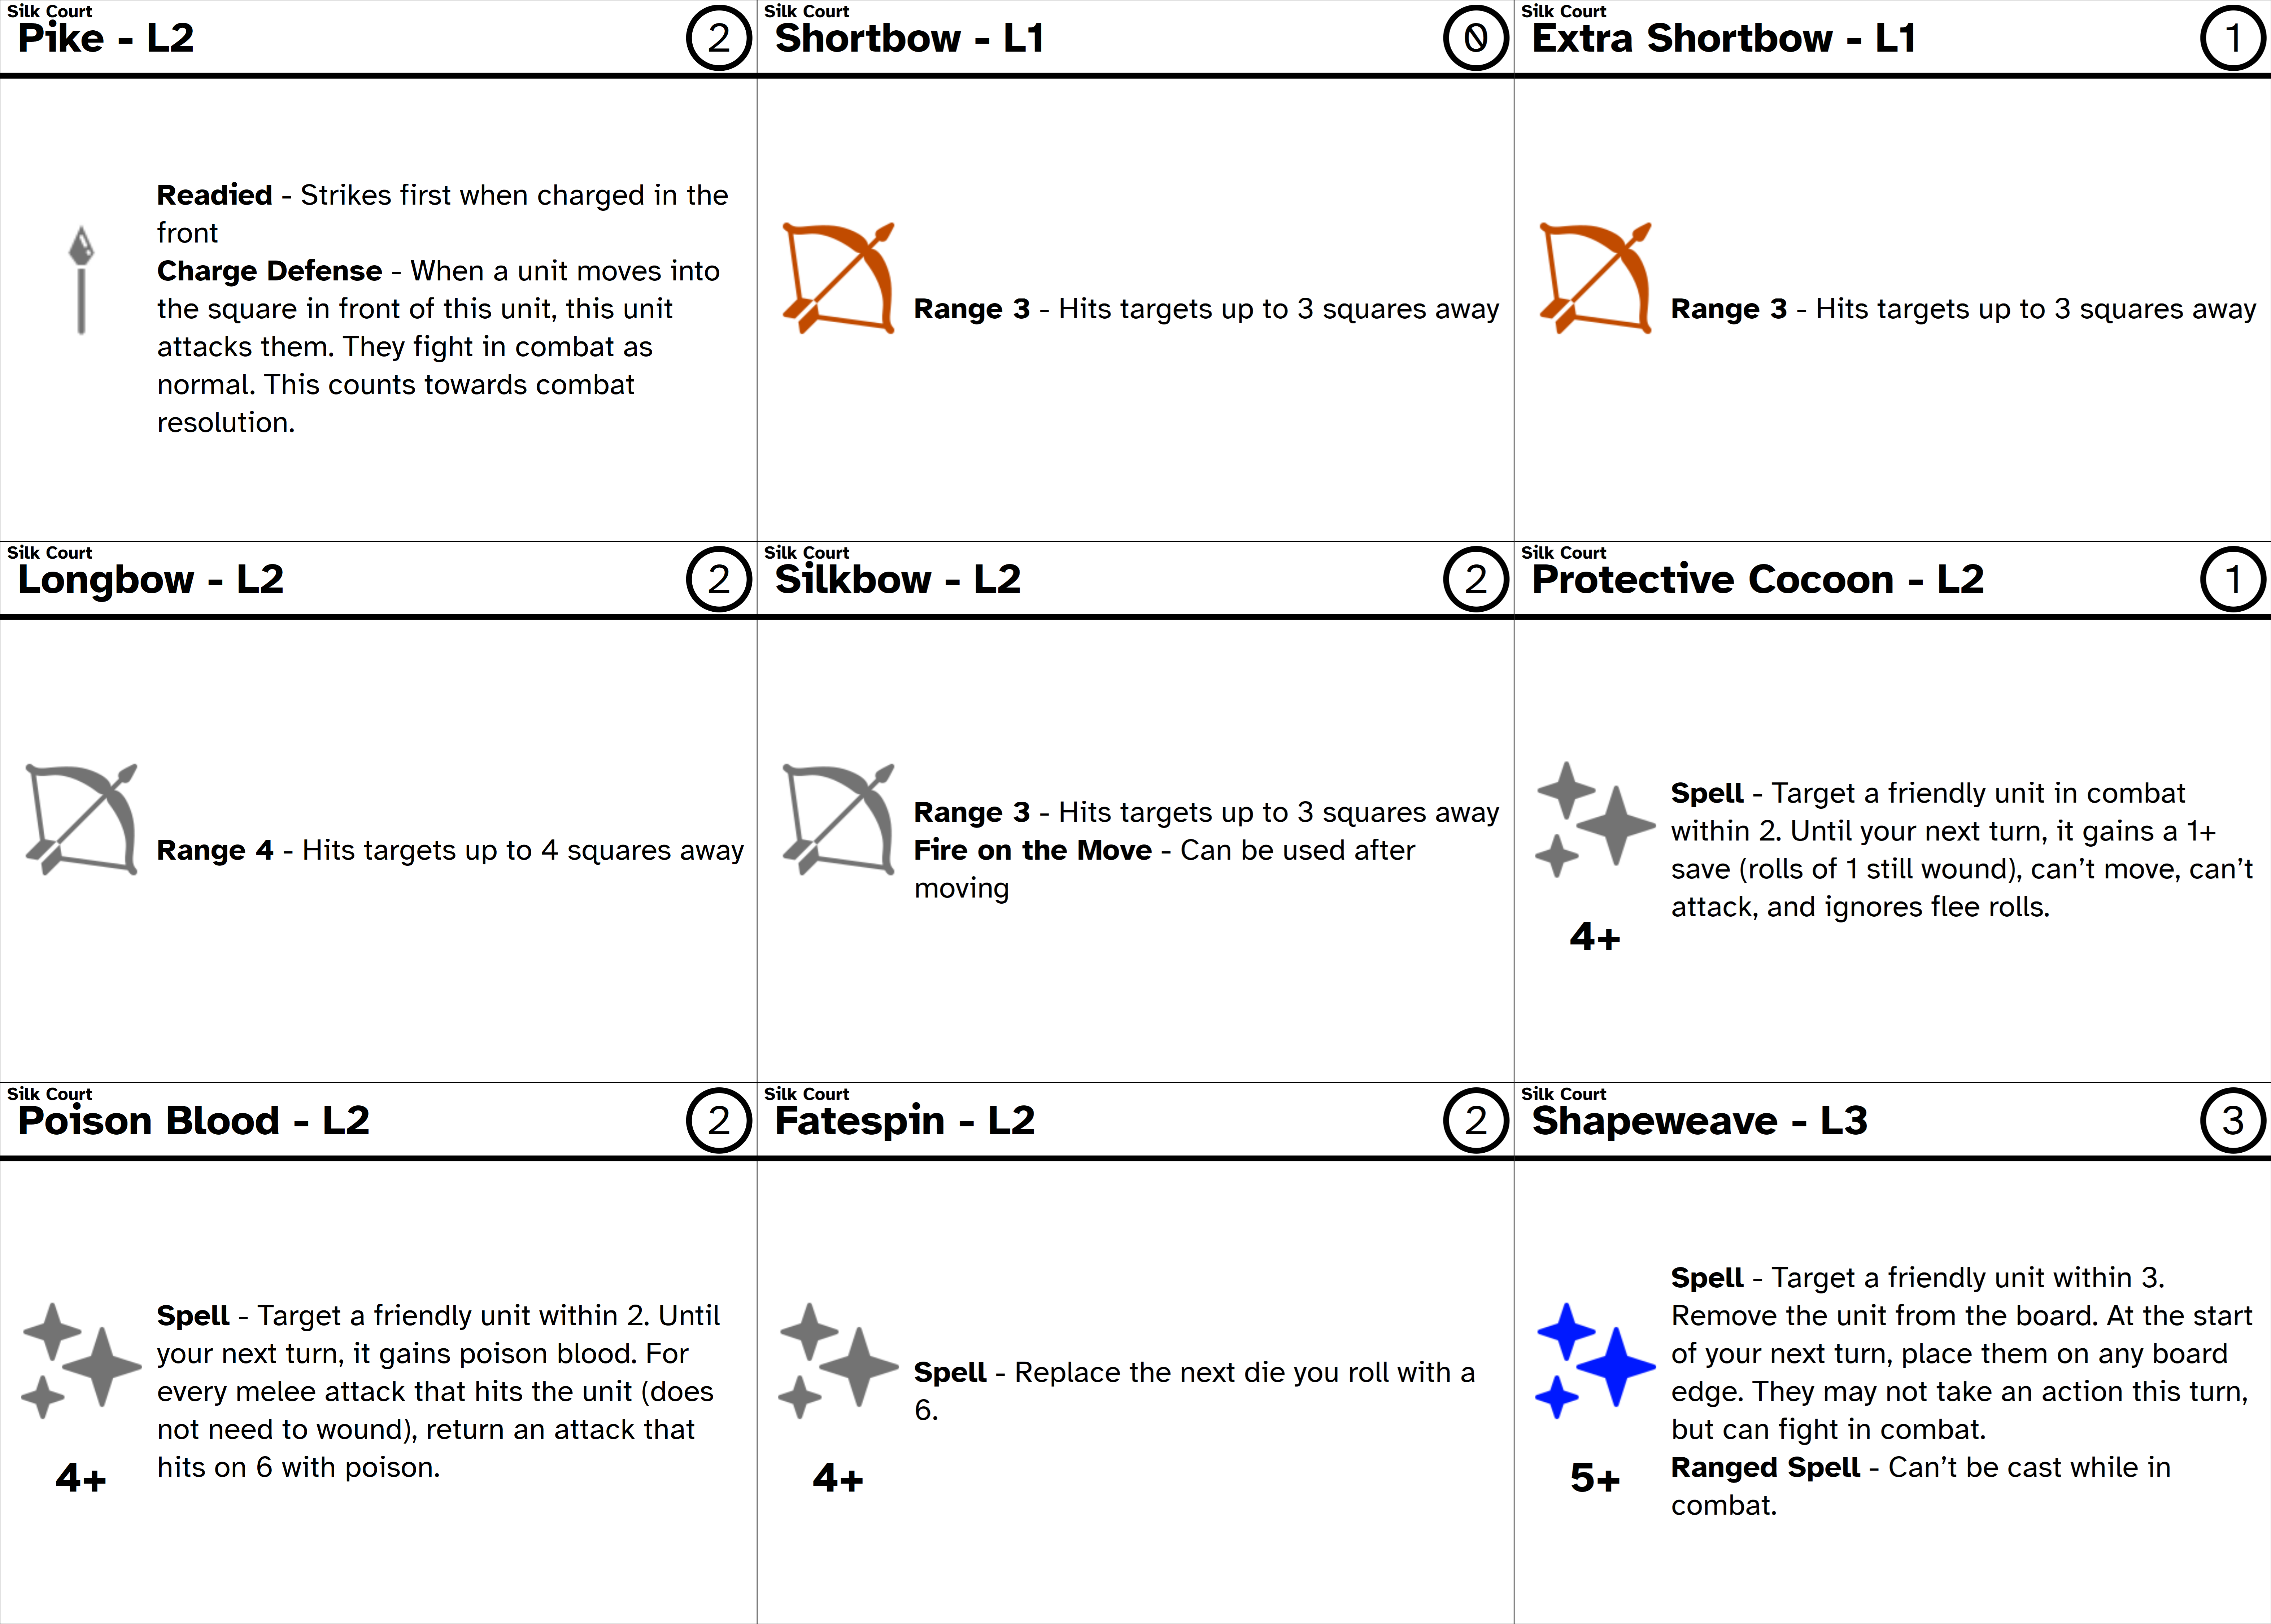 Silk Court
Pike - L2
2
Readied - Strikes first when charged in the
front
Charge Defense - When a unit moves into
the square in front of this unit, this unit
attacks them. They fight in combat as
normal. This counts towards combat
resolution.
Silk Court
Shortbow - L1
0
Range 3 - Hits targets up to 3 squares away
Silk Court
Extra Shortbow - L1
1
Range 3 - Hits targets up to 3 squares away
Silk Court
Longbow - L2
2
Range 4 - Hits targets up to 4 squares away
Silk Court
Silkbow - L2
2
Range 3 - Hits targets up to 3 squares away
Fire on the Move - Can be used after
moving
Silk Court
Protective Cocoon - L2
1
Spell - Target a friendly unit in combat
within 2. Until your next turn, it gains a 1+
save (rolls of 1 still wound), can’t move, can’t
attack, and ignores flee rolls.
4+
Silk Court
Poison Blood - L2
2
Spell - Target a friendly unit within 2. Until
your next turn, it gains poison blood. For
every melee attack that hits the unit (does
not need to wound), return an attack that
hits on 6 with poison.
4+
Silk Court
Fatespin - L2
2
Spell - Replace the next die you roll with a
6.
4+
Silk Court
Shapeweave - L3
3
Spell - Target a friendly unit within 3.
Remove the unit from the board. At the start
of your next turn, place them on any board
edge. They may not take an action this turn,
but can fight in combat.
Ranged Spell - Can’t be cast while in
combat.
5+